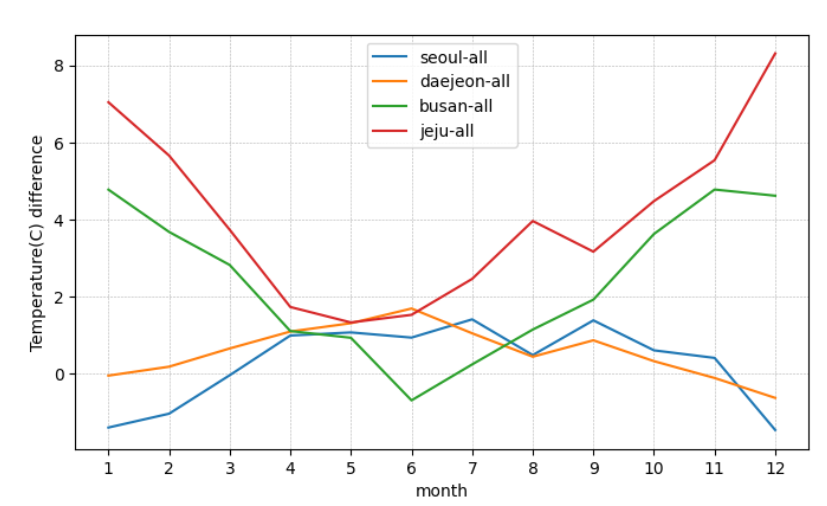 seoul-all
daejeon-all
busan-all
jeju-all
Temperature(C) difference
8
6
4
2
0
1 2 3 4 5 6 7 8 9 10 11 12
month